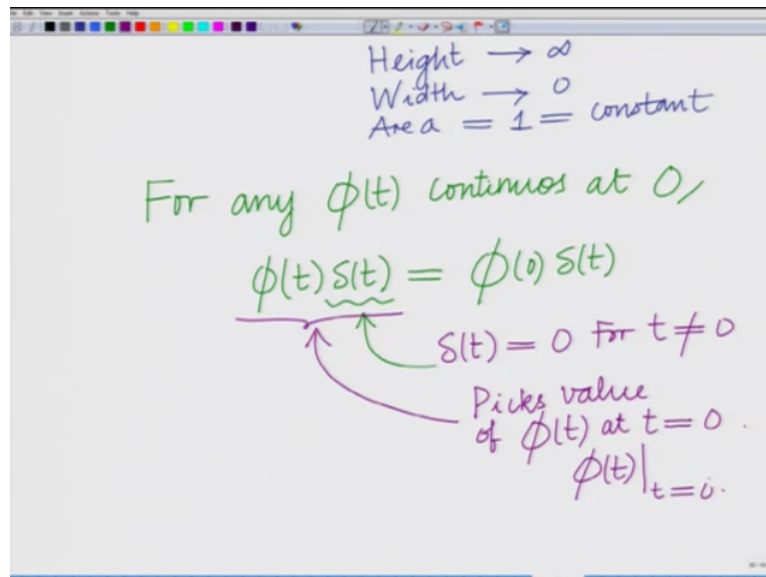 Height → ∞
Width → 0
Area = 1 = constant
For any ϕ(t) continuos at 0,
ϕ(t) δ(t) = ϕ(0) δ(t)
δ(t) = 0 For t ≠ 0
Picks value
of ϕ(t) at t = 0.
ϕ(t)|t=0.